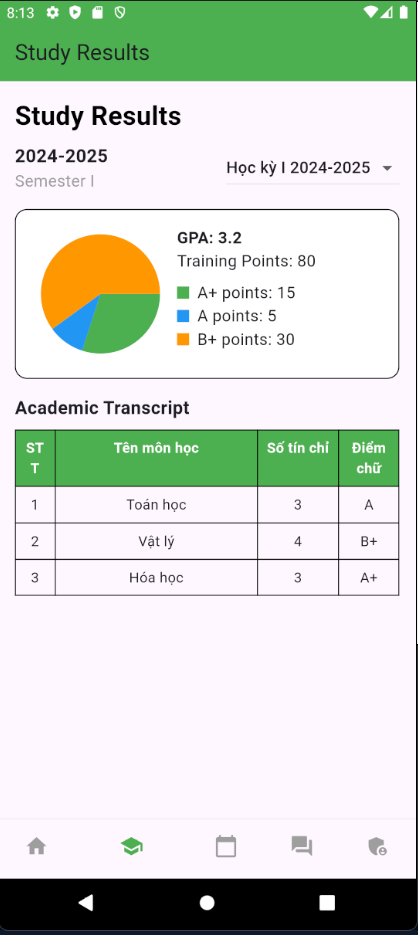 8:13
Study Results
Study Results
2024-2025
Semester I
Học kỳ I 2024-2025
GPA: 3.2
Training Points: 80
A+ points: 15
A points: 5
B+ points: 30
Academic Transcript
ST
T
Tên môn học
Số tín chỉ
Điểm
chữ
1 Toán học 3 A
2 Vật lý 4 B+
3 Hóa học 3 A+